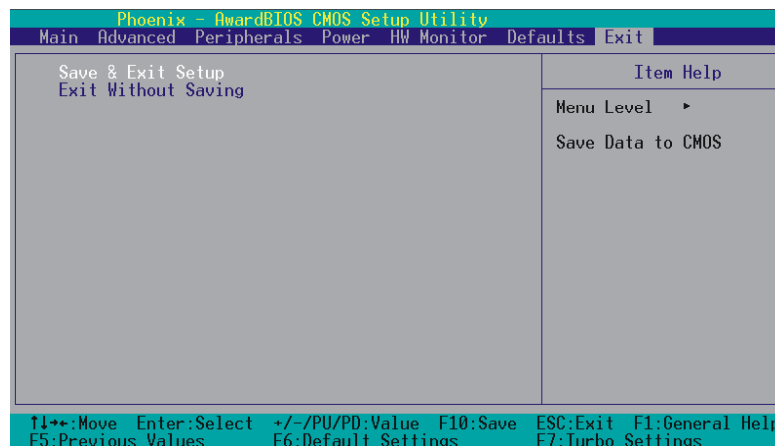 Phoenix - AwardBIOS CMOS Setup Utility
Main Advanced Peripherals Power HW Monitor Defaults Exit
Save & Exit Setup
Exit Without Saving
Item Help
Menu Level ▸
Save Data to CMOS
↑↓→←:Move Enter:Select +/-/PU/PD:Value F10:Save ESC:Exit F1:General Help
F5:Previous Values F6:Default Settings F7:Turbo Settings